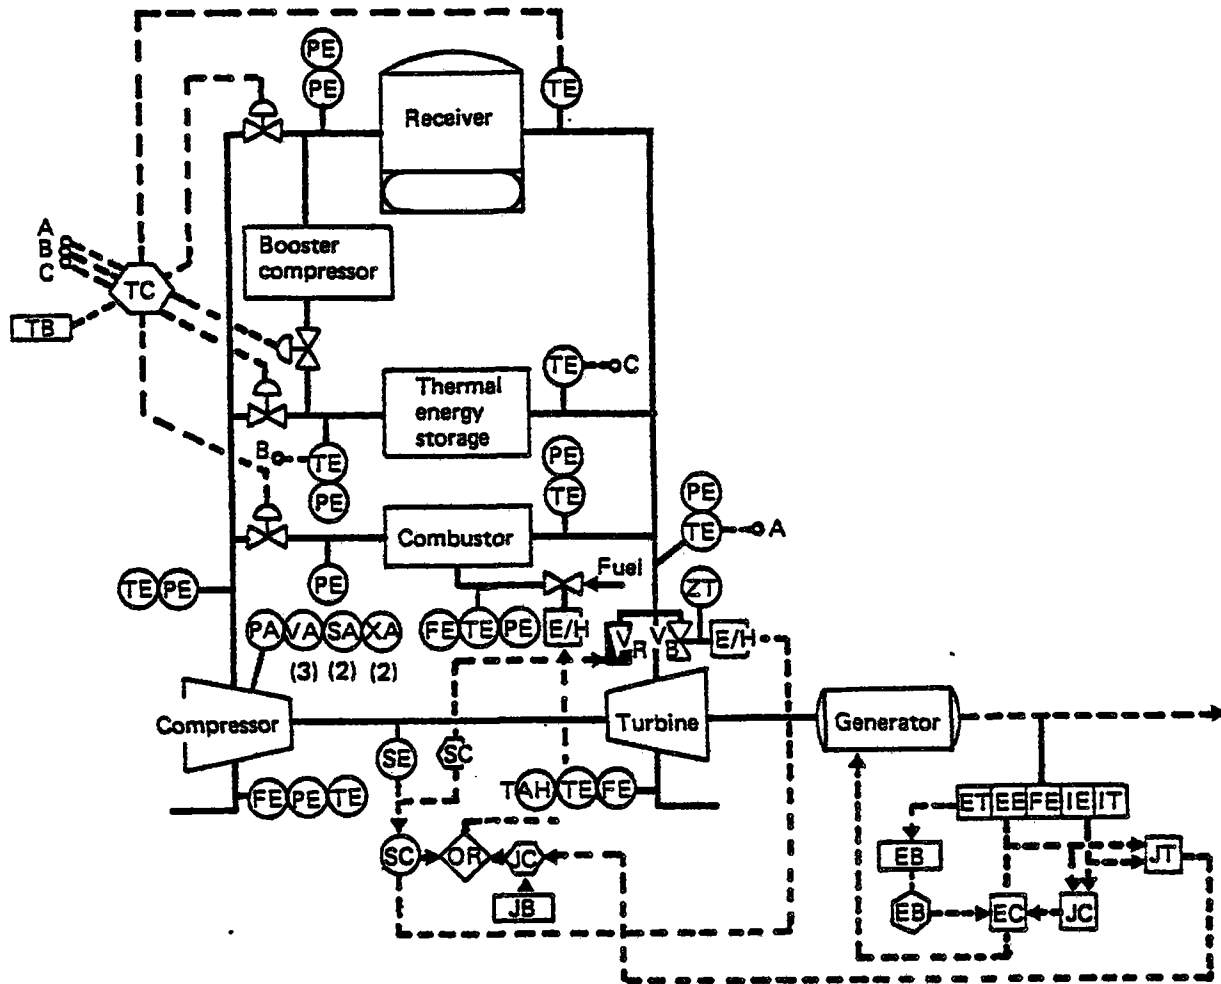 PE
PE
TE
Receiver
A
B
C
TC
TB
Booster
compressor
TE
C
Thermal
energy
storage
B
TE
PE
PE
TE
PE
TE
A
Combustor
PE
Fuel
TE PE
FE TE PE
E/H
ZT
PA VA SA XA
(3) (2) (2)
V R
V B
E/H
Compressor
Turbine
Generator
SE
SC
FE PE TE
TAH TE FE
ET EE FE IE IT
SC
OR
JC
EB
JT
JB
EB
EC
JC